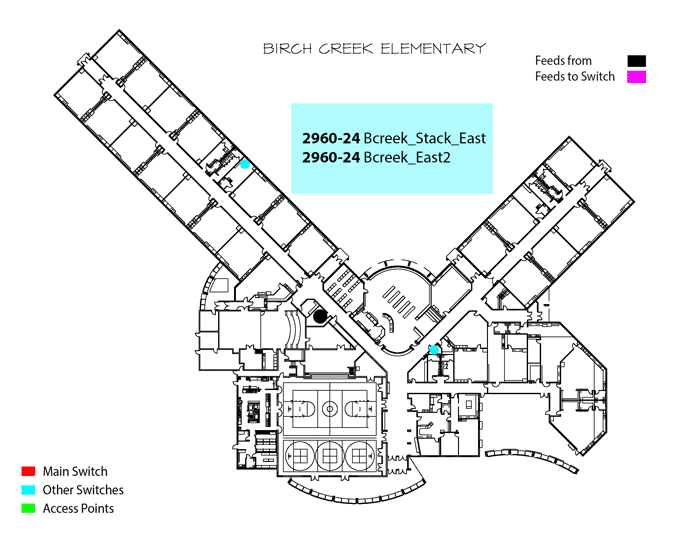 BIRCH CREEK ELEMENTARY
Feeds from
Feeds to Switch
2960-24 Bcreek_Stack_East
2960-24 Bcreek_East2
Main Switch
Other Switches
Access Points